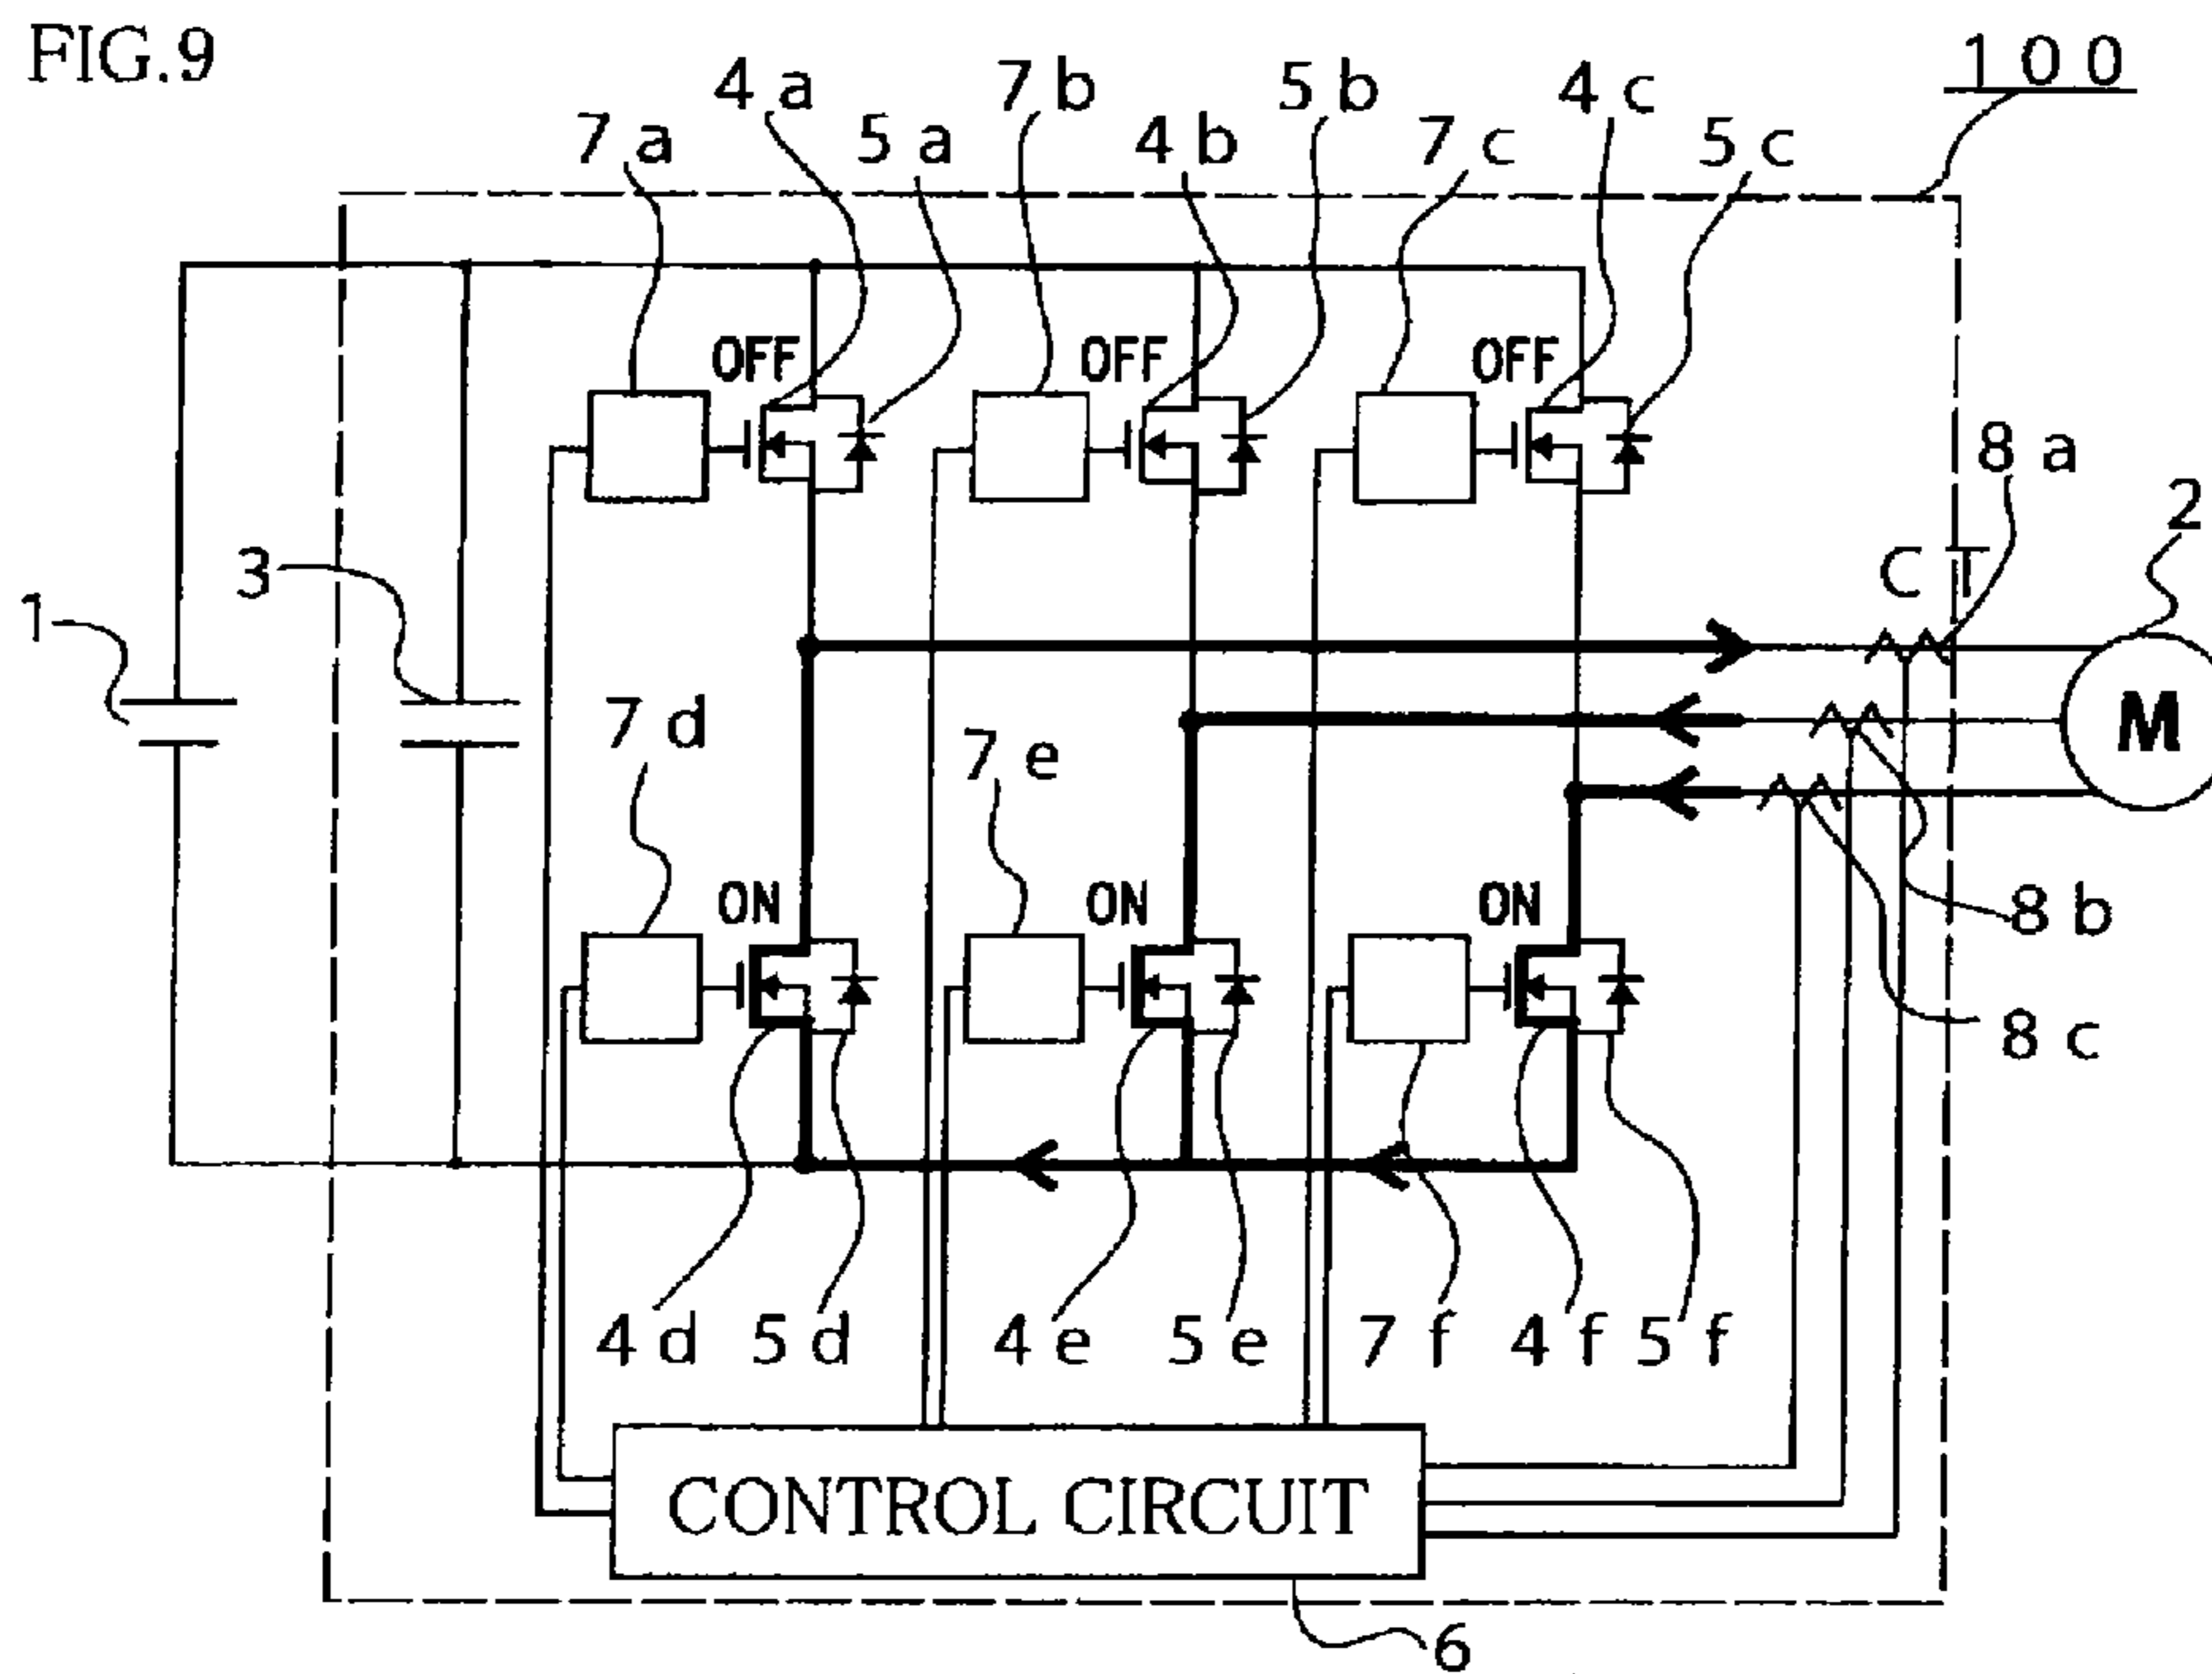 FIG.9
100
4a 7b 5b 4c
7a 5a 4b 7c 5c
OFF OFF OFF
8a
2
CT
3
1
7d
7e
M
ON ON ON
8b
8c
4d 5d 4e 5e 7f 4f 5f
CONTROL CIRCUIT
6